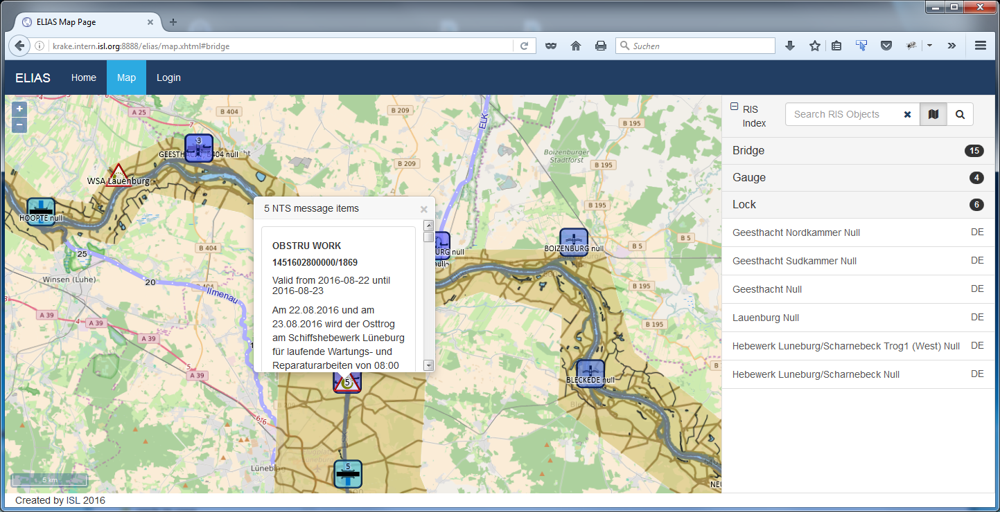 ELIAS Map Page
krake.intern.isl.org:8888/elias/map.xhtml#bridge
Suchen
ELIAS Home Map Login
+
−
A 25
B 404
B 209
ELK
B 195
3
GEESTHACHT B 404 null
WSA Lauenburg
HOOPTE null
B 209
Boizenburger
Stadtforst
B 195
B 195
B 5
B 5
BOIZENBURG null
URG null
null
25
B 404
Winsen (Luhe)
20
Ilmenau
A 39
A 39
A 39
A 39
B 195
B 195
5 NTS message items
×
OBSTRU WORK
1451602800000/1869
Valid from 2016-08-22 until
2016-08-23
Am 22.08.2016 und am
23.08.2016 wird der Osttrog
am Schiffshebewerk Lüneburg
für laufende Wartungs- und
Reparaturarbeiten von 08:00
5
BLECKEDE null
5
Lüneburg
5 km
RIS
Index
Search RIS Objects
Bridge 15
Gauge 4
Lock 6
Geesthacht Nordkammer Null DE
Geesthacht Sudkammer Null DE
Geesthacht Null DE
Lauenburg Null DE
Hebewerk Luneburg/Scharnebeck Trog1 (West) Null DE
Hebewerk Luneburg/Scharnebeck Null DE
Created by ISL 2016